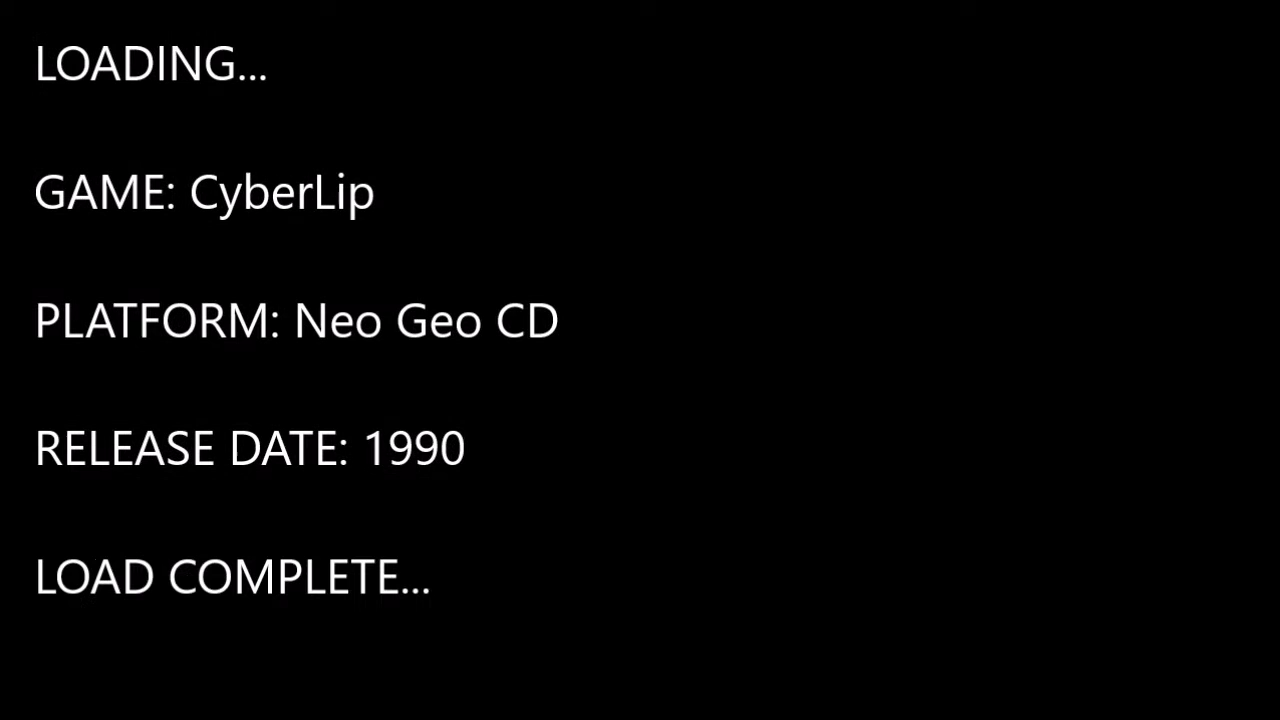 LOADING...
GAME: CyberLip
PLATFORM: Neo Geo CD
RELEASE DATE: 1990
LOAD COMPLETE...